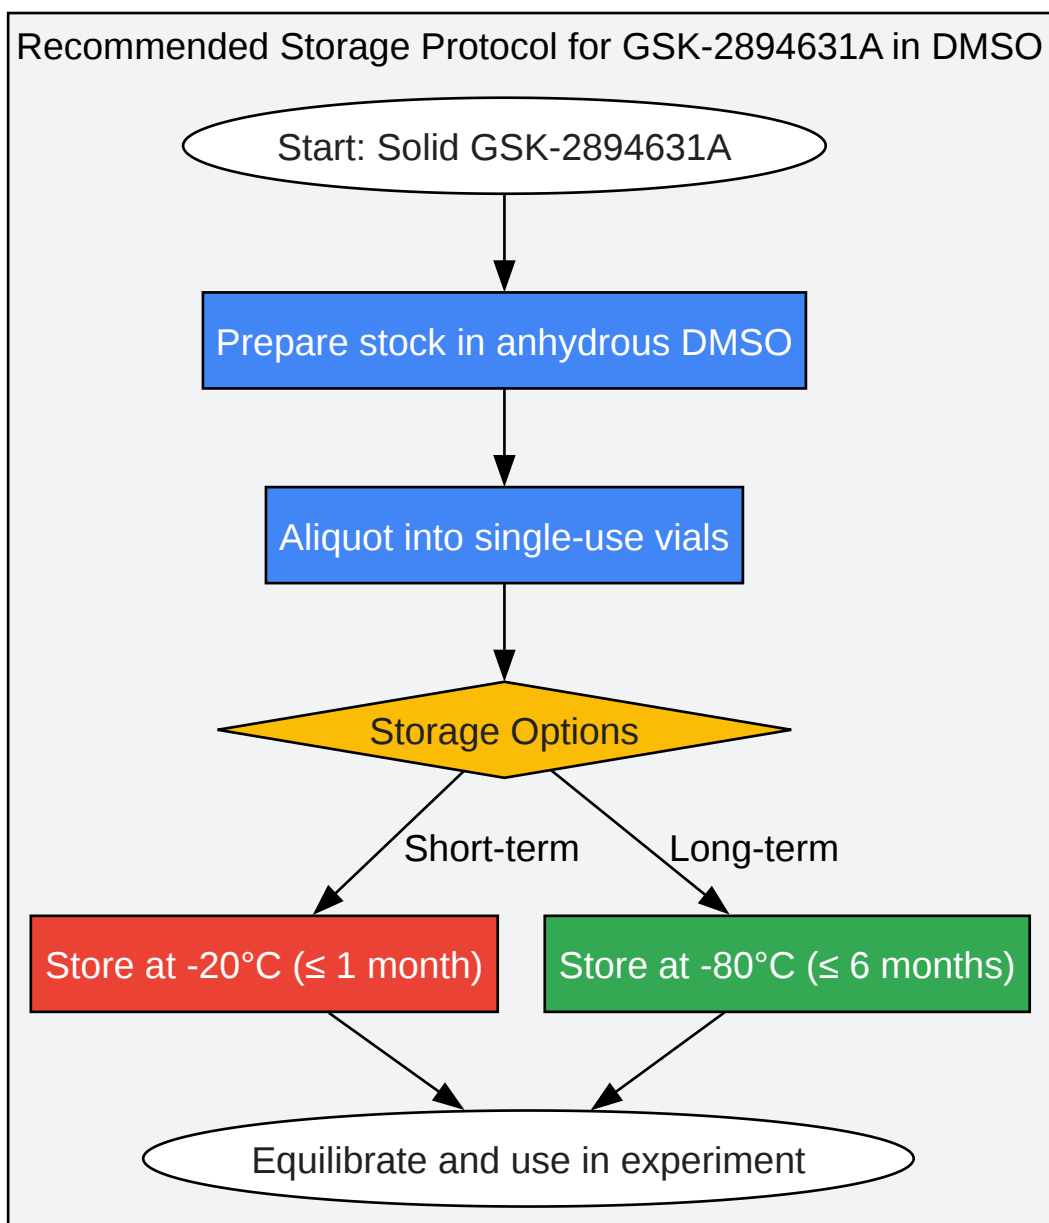 Recommended Storage Protocol for GSK-2894631A in DMSO
Start: Solid GSK-2894631A
Prepare stock in anhydrous DMSO
Aliquot into single-use vials
Storage Options
Short-term
Long-term
Store at -20°C (≤ 1 month)
Store at -80°C (≤ 6 months)
Equilibrate and use in experiment